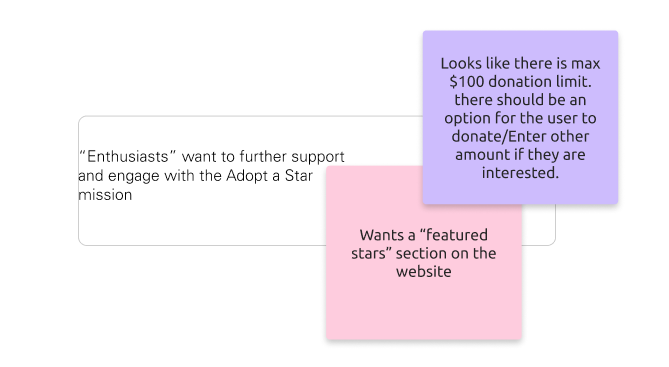 “Enthusiasts” want to further support
and engage with the Adopt a Star
mission
Looks like there is max
$100 donation limit.
there should be an
option for the user to
donate/Enter other
amount if they are
interested.
Wants a “featured
stars” section on the
website